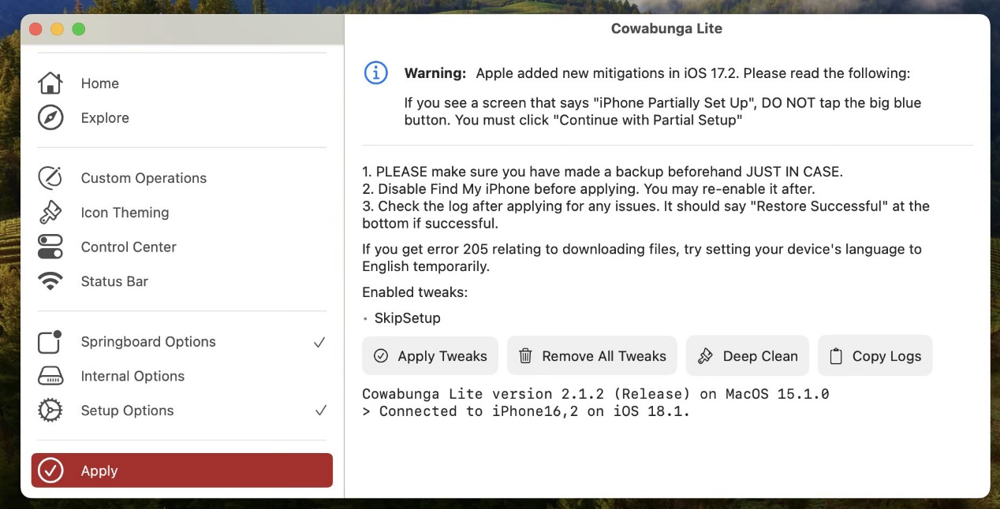 Cowabunga Lite
Home
Explore
Custom Operations
Icon Theming
Control Center
Status Bar
Springboard Options
Internal Options
Setup Options
Apply
Warning: Apple added new mitigations in iOS 17.2. Please read the following:
If you see a screen that says "iPhone Partially Set Up", DO NOT tap the big blue
button. You must click "Continue with Partial Setup"
1. PLEASE make sure you have made a backup beforehand JUST IN CASE.
2. Disable Find My iPhone before applying. You may re-enable it after.
3. Check the log after applying for any issues. It should say "Restore Successful" at the
bottom if successful.
If you get error 205 relating to downloading files, try setting your device's language to
English temporarily.
Enabled tweaks:
• SkipSetup
Apply Tweaks
Remove All Tweaks
Deep Clean
Copy Logs
Cowabunga Lite version 2.1.2 (Release) on MacOS 15.1.0
> Connected to iPhone16,2 on iOS 18.1.